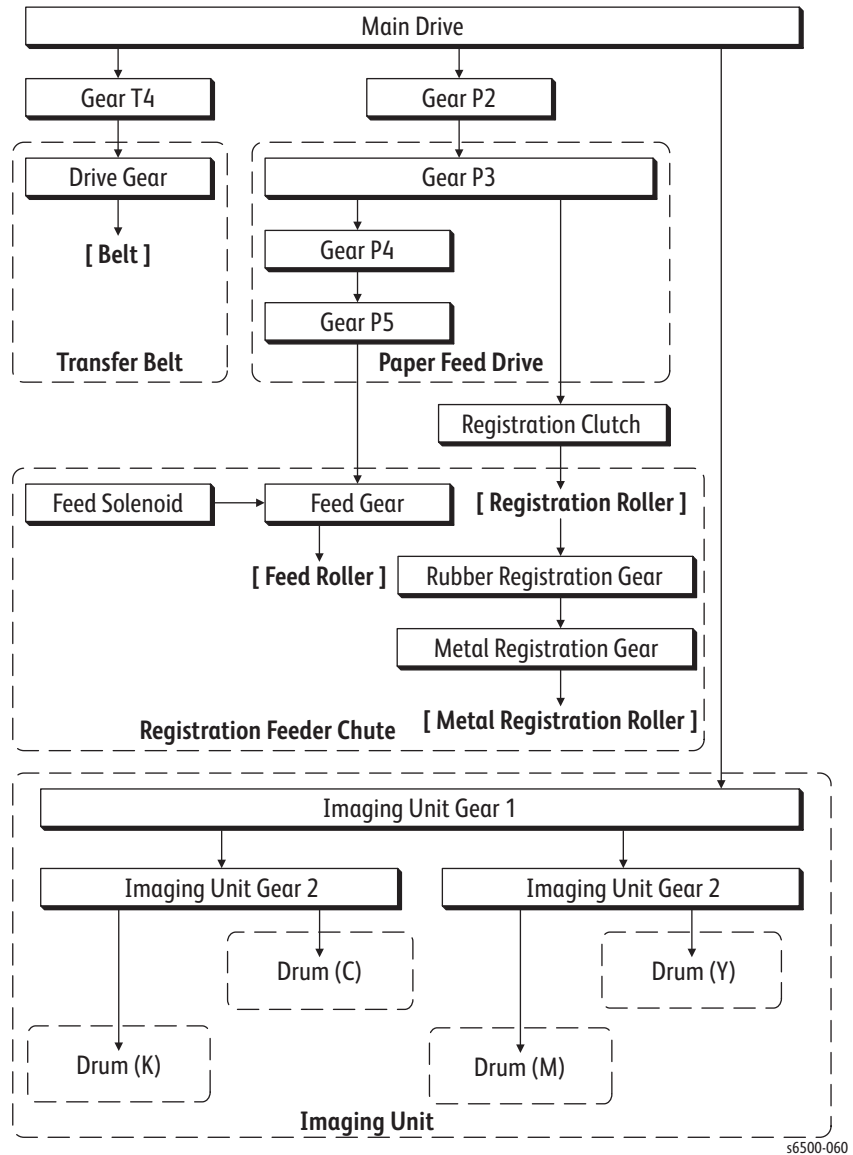 Main Drive
Gear T4
Gear P2
Drive Gear
Gear P3
[ Belt ]
Gear P4
Gear P5
Transfer Belt
Paper Feed Drive
Registration Clutch
Feed Solenoid
Feed Gear
[ Registration Roller ]
[ Feed Roller ]
Rubber Registration Gear
Metal Registration Gear
[ Metal Registration Roller ]
Registration Feeder Chute
Imaging Unit Gear 1
Imaging Unit Gear 2
Imaging Unit Gear 2
Drum (C)
Drum (Y)
Drum (K)
Drum (M)
Imaging Unit
s6500-060